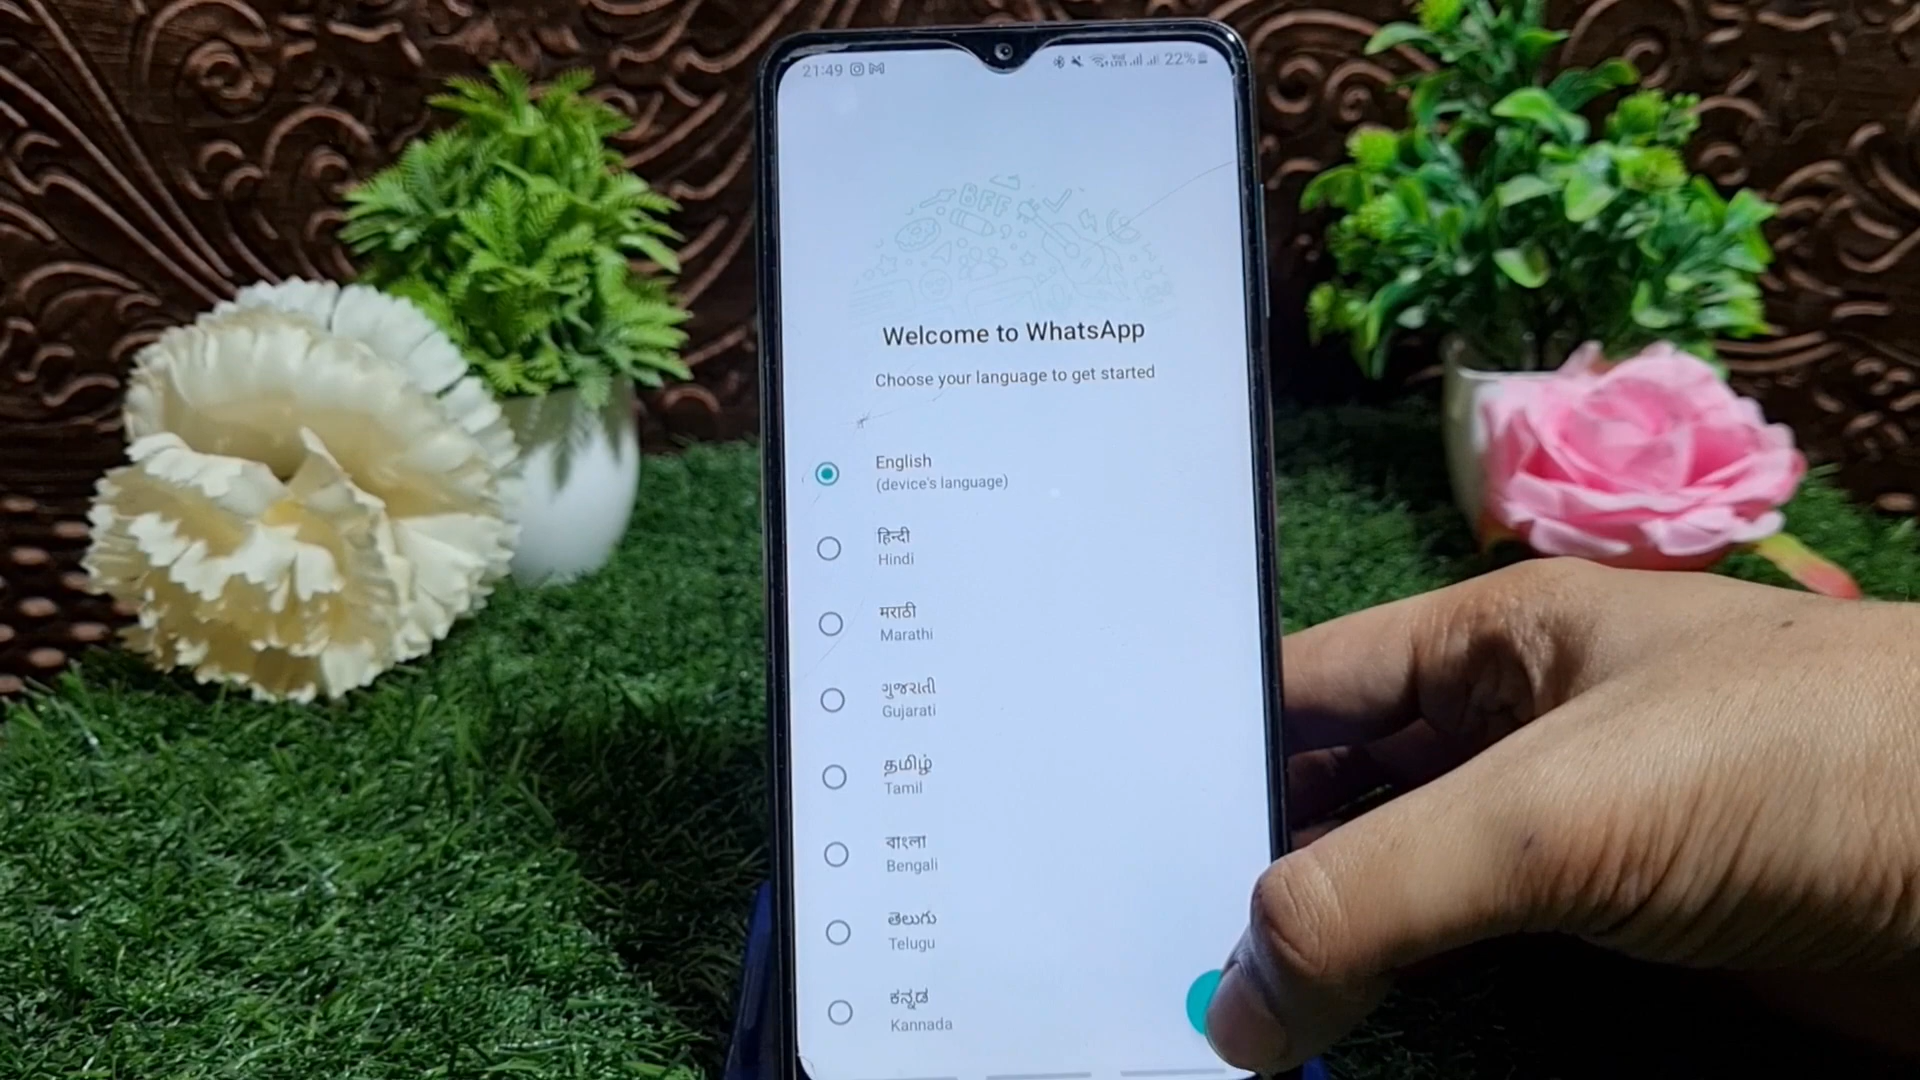 21:49 22%
BFF
Welcome to WhatsApp
Choose your language to get started
English
(device's language)
हिन्दी
Hindi
मराठी
Marathi
ગુજરાતી
Gujarati
தமிழ்
Tamil
বাংলা
Bengali
తెలుగు
Telugu
ಕನ್ನಡ
Kannada